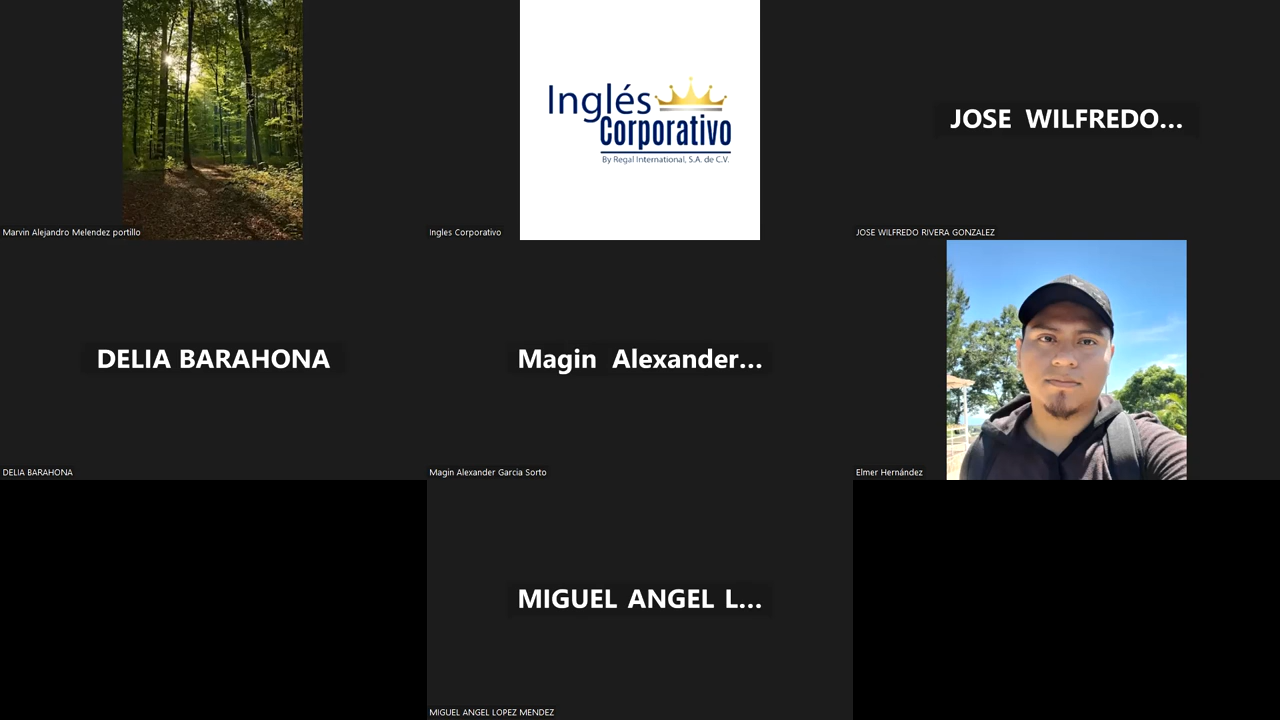 Marvin Alejandro Melendez portillo
Inglés
Corporativo
By Regal International, S.A. de C.V.
Ingles Corporativo
JOSE WILFREDO...
JOSE WILFREDO RIVERA GONZALEZ
DELIA BARAHONA
DELIA BARAHONA
Magin Alexander...
Magin Alexander Garcia Sorto
Elmer Hernández
MIGUEL ANGEL L...
MIGUEL ANGEL LOPEZ MENDEZ